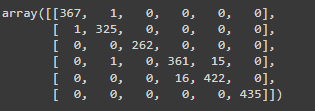 array([[367, 1, 0, 0, 0, 0],
[ 1, 325, 0, 0, 0, 0],
[ 0, 0, 262, 0, 0, 0],
[ 0, 1, 0, 361, 15, 0],
[ 0, 0, 0, 16, 422, 0],
[ 0, 0, 0, 0, 0, 435]])